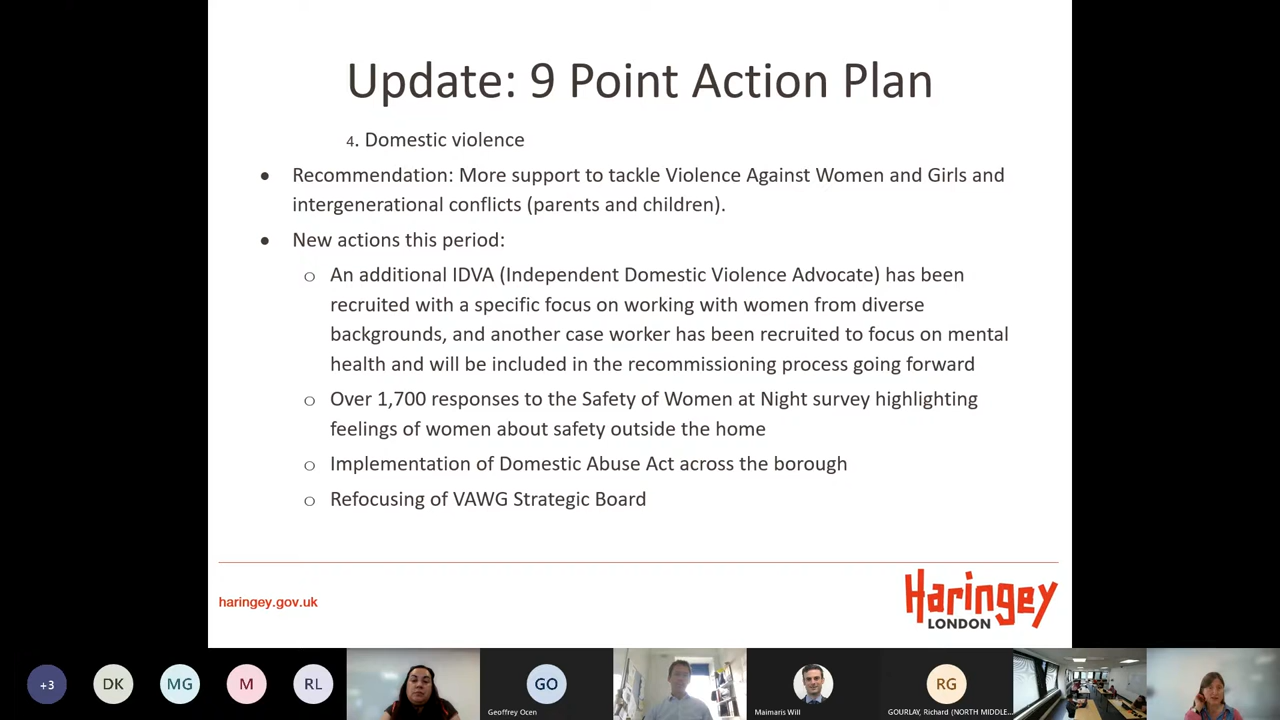 Update: 9 Point Action Plan
4. Domestic violence
● Recommendation: More support to tackle Violence Against Women and Girls and
intergenerational conflicts (parents and children).
● New actions this period:
○ An additional IDVA (Independent Domestic Violence Advocate) has been
recruited with a specific focus on working with women from diverse
backgrounds, and another case worker has been recruited to focus on mental
health and will be included in the recommissioning process going forward
○ Over 1,700 responses to the Safety of Women at Night survey highlighting
feelings of women about safety outside the home
○ Implementation of Domestic Abuse Act across the borough
○ Refocusing of VAWG Strategic Board
haringey.gov.uk
Haringey
LONDON
+3
DK
MG
M
RL
GO
Geoffrey Ocen
Maimaris Will
RG
GOURLAY, Richard (NORTH MIDDLE...